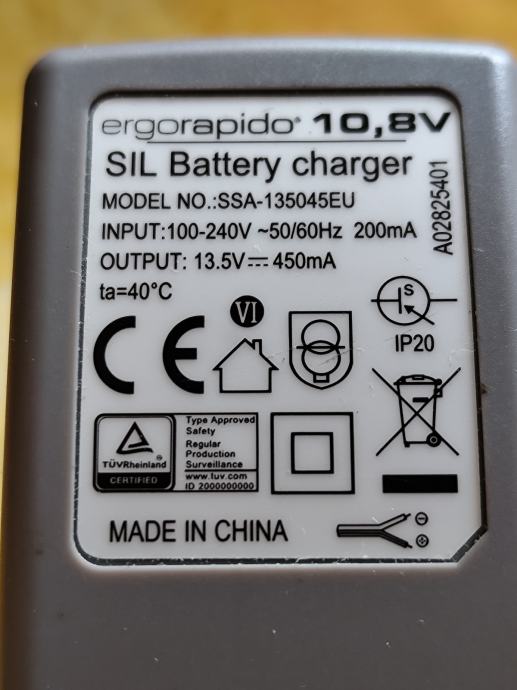 ergorapido® 10,8V
SIL Battery charger
MODEL NO.:SSA-135045EU
INPUT:100-240V ~50/60Hz 200mA
OUTPUT: 13.5V⎓450mA
ta=40°C
A02825401
VI
S
IP20
CE
TÜVRheinland
CERTIFIED
Type Approved
Safety
Regular
Production
Surveillance
www.tuv.com
ID 2000000000
MADE IN CHINA